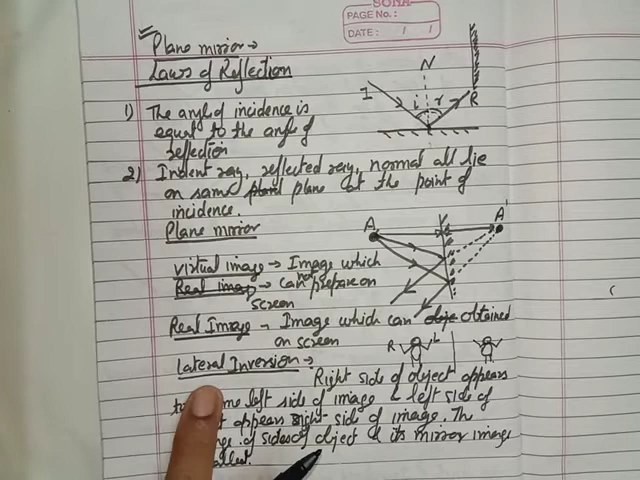 SONA
PAGE No.:
DATE: / /
Plane mirror→
Laws of Reflection
N
I
i
r
R
1) The angle of incidence is
equal to the angle of
reflection
2) Indent ray, reflected ray, normal all lie
on same plane at the point of
incidence.
Plane mirror
A
A'
Virtual image → Image which
Real image → can not prepare on
screen
Real Image - Image which can obtained
on screen
R
L
Lateral Inversion →
Right side of object appears
left side of image & left side of
appears right side of image. The
of sides of object & its mirror image